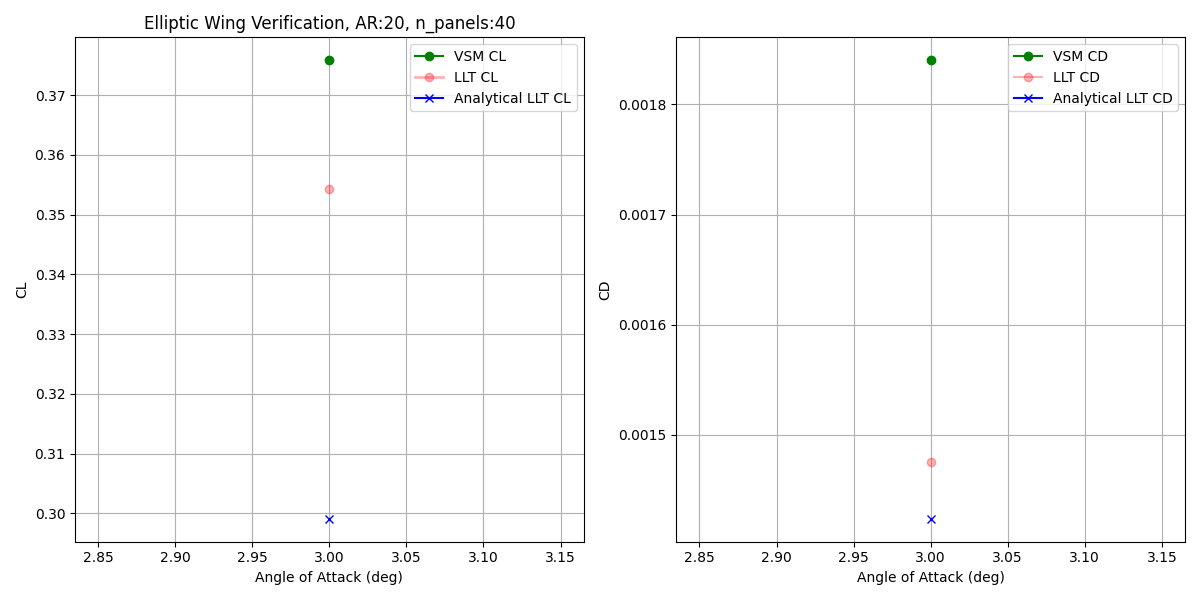 Elliptic Wing Verification, AR:20, n_panels:40
VSM CL
LLT CL
Analytical LLT CL
CL
0.37
0.36
0.35
0.34
0.33
0.32
0.31
0.30
2.85 2.90 2.95 3.00 3.05 3.10 3.15
Angle of Attack (deg)
VSM CD
LLT CD
Analytical LLT CD
CD
0.0018
0.0017
0.0016
0.0015
2.85 2.90 2.95 3.00 3.05 3.10 3.15
Angle of Attack (deg)